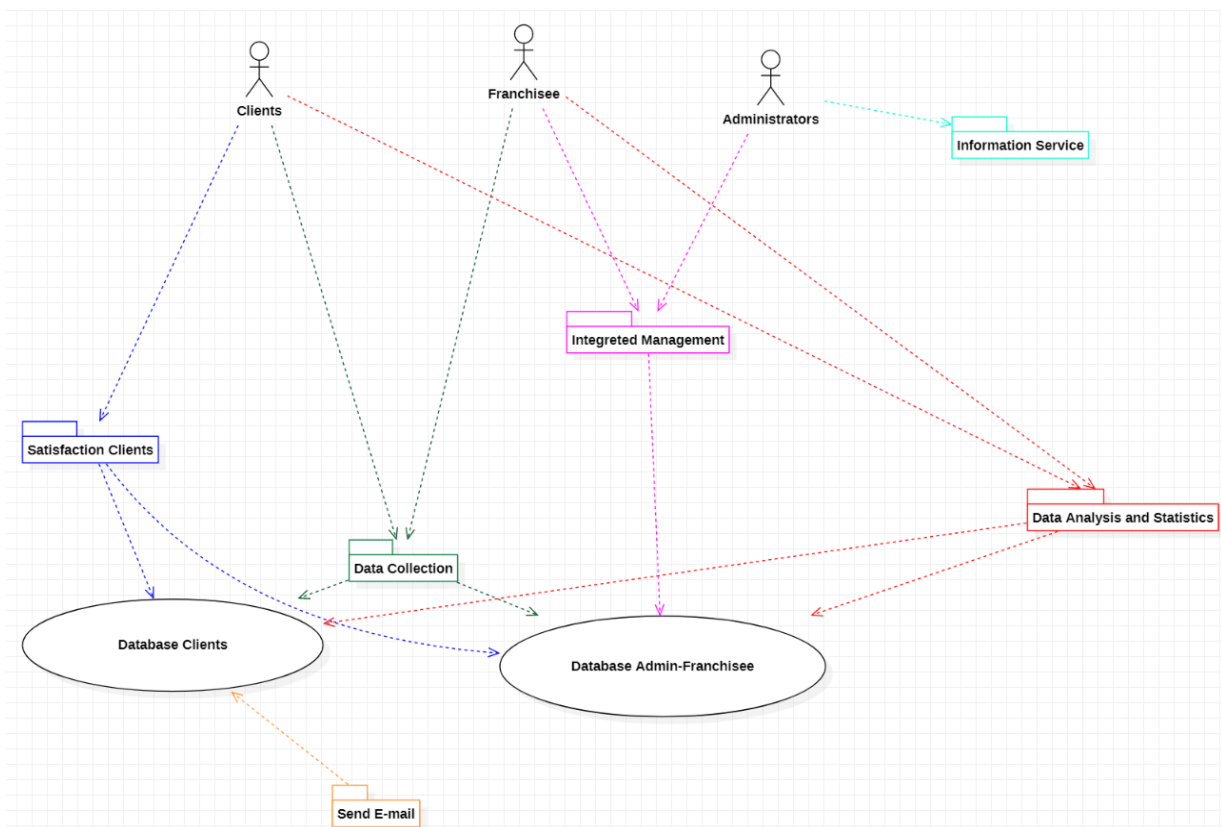 Clients
Franchisee
Administrators
Information Service
Integreted Management
Satisfaction Clients
Data Analysis and Statistics
Data Collection
Database Clients
Database Admin-Franchisee
Send E-mail